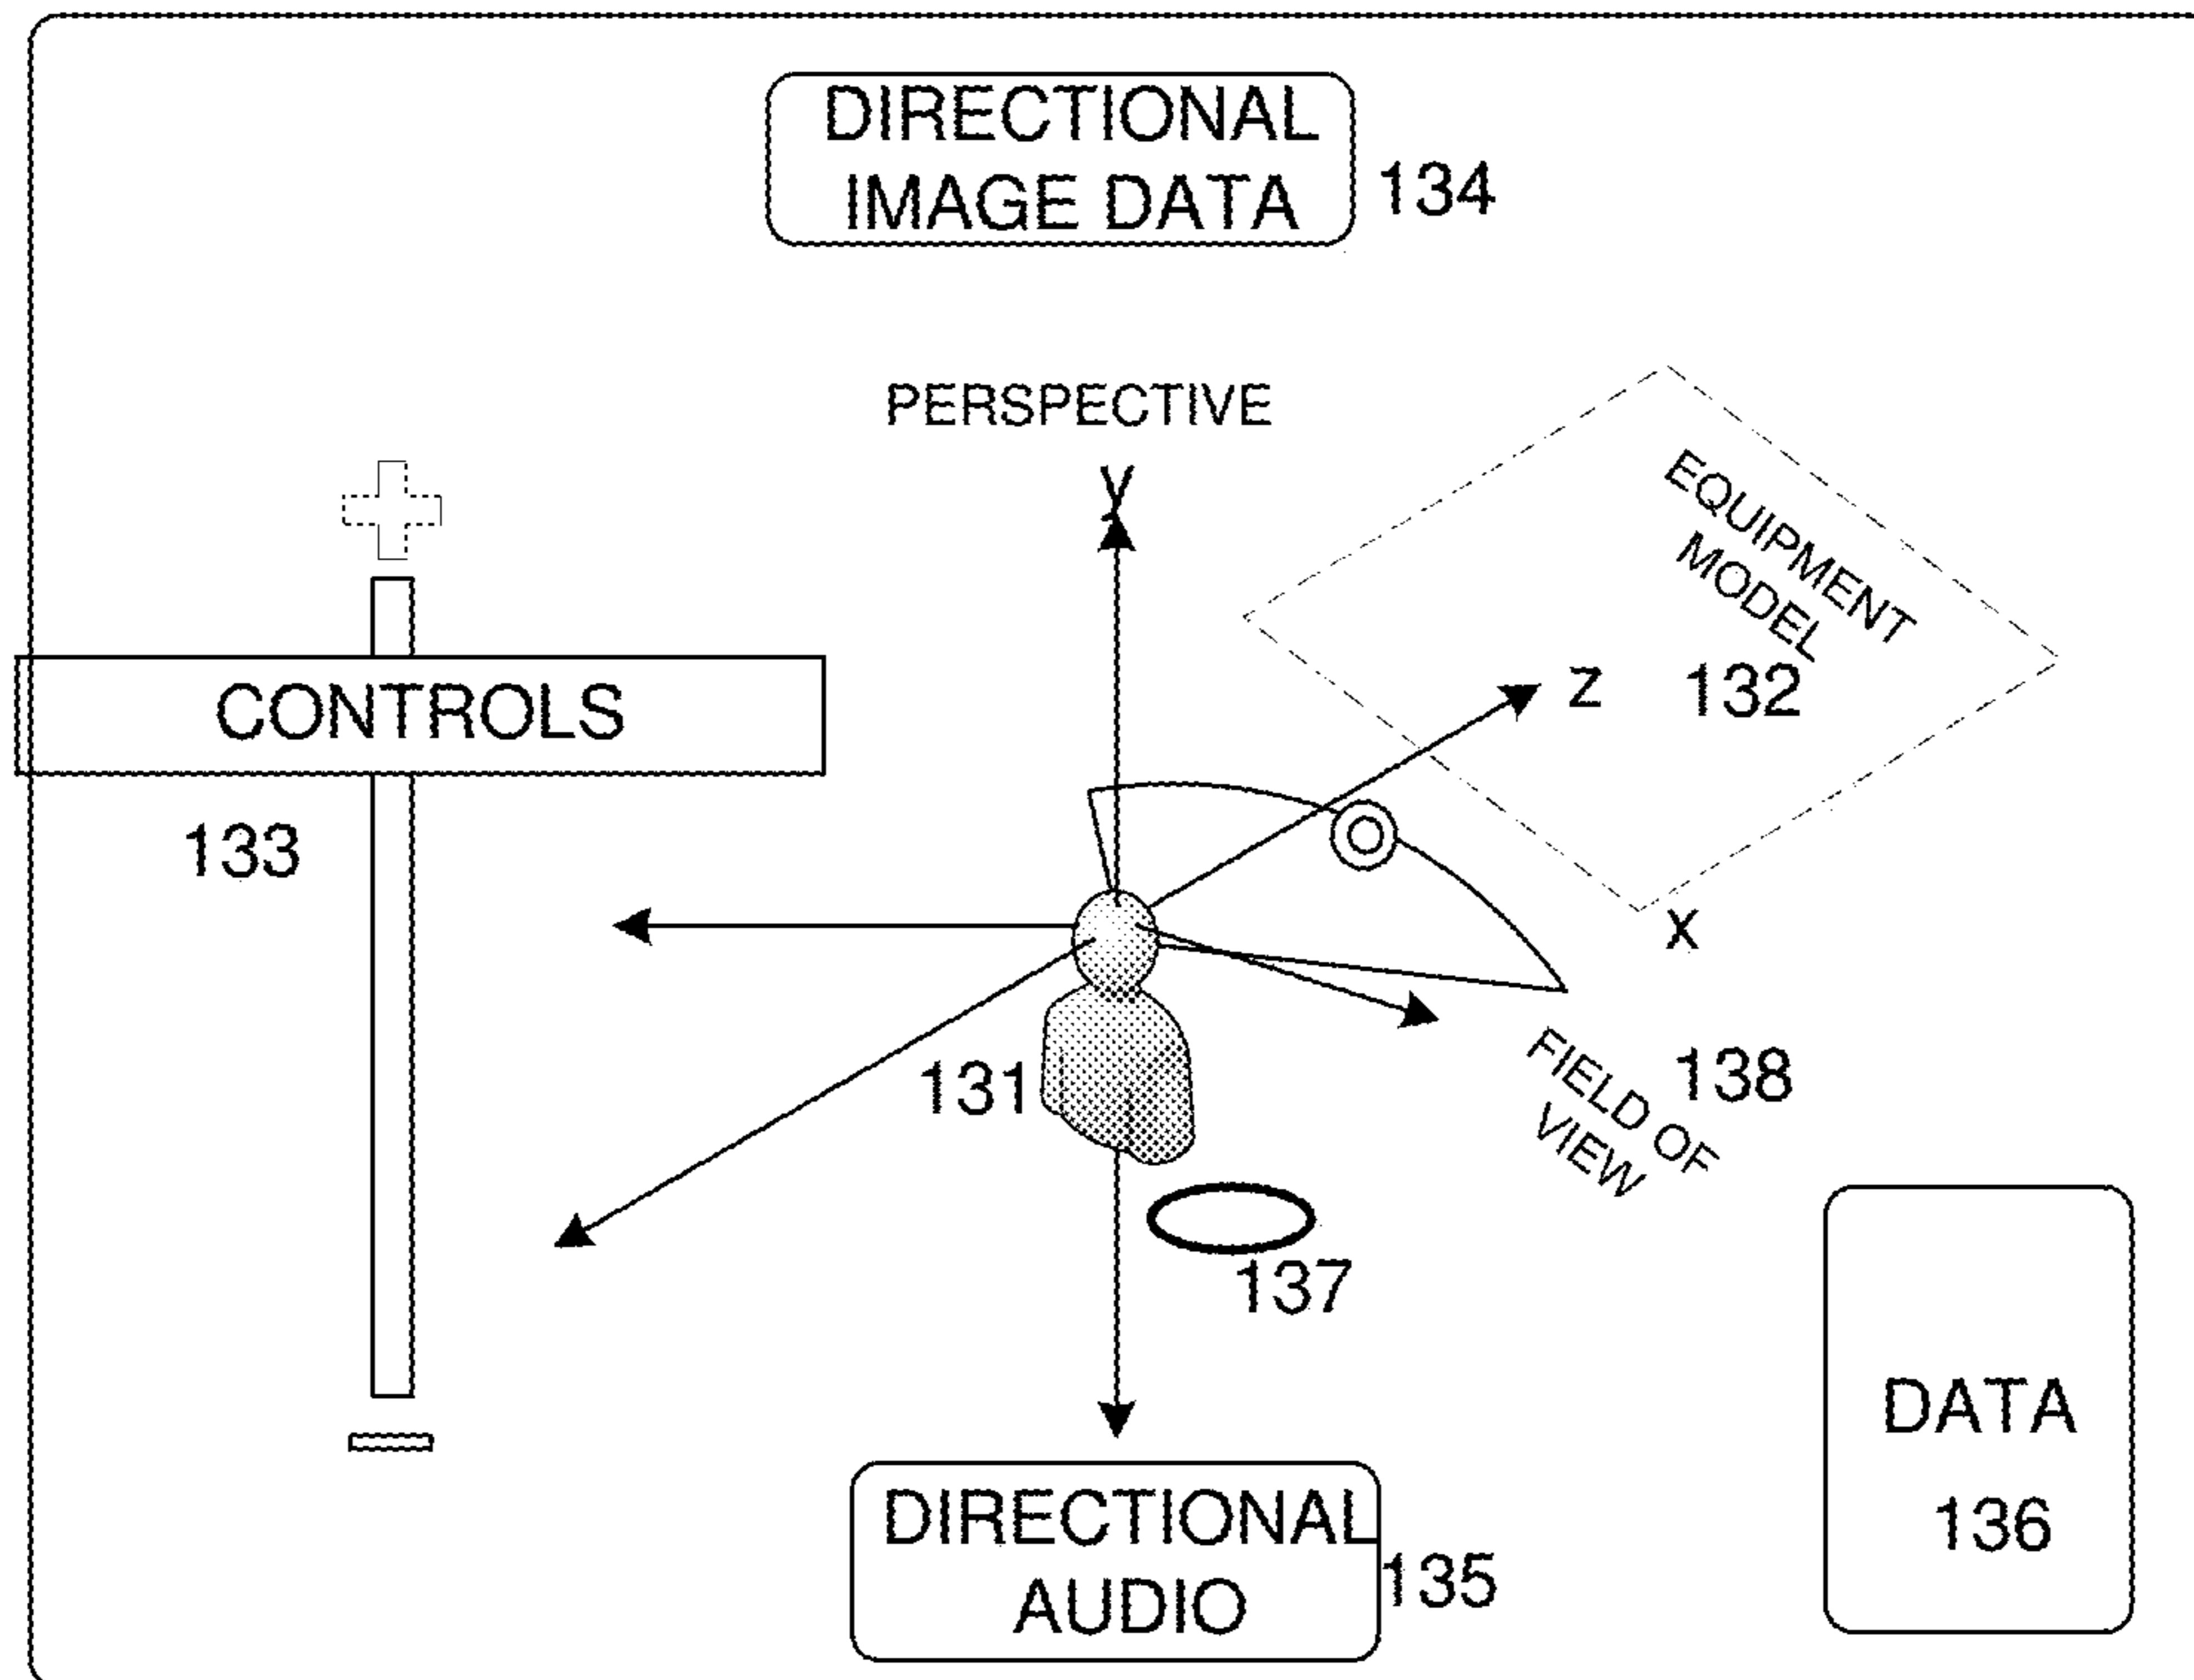 DIRECTIONAL
IMAGE DATA
134
PERSPECTIVE
y
EQUIPMENT
MODEL
132
Z
CONTROLS
133
X
131
138
FIELD OF
VIEW
137
DATA
136
DIRECTIONAL
AUDIO
135